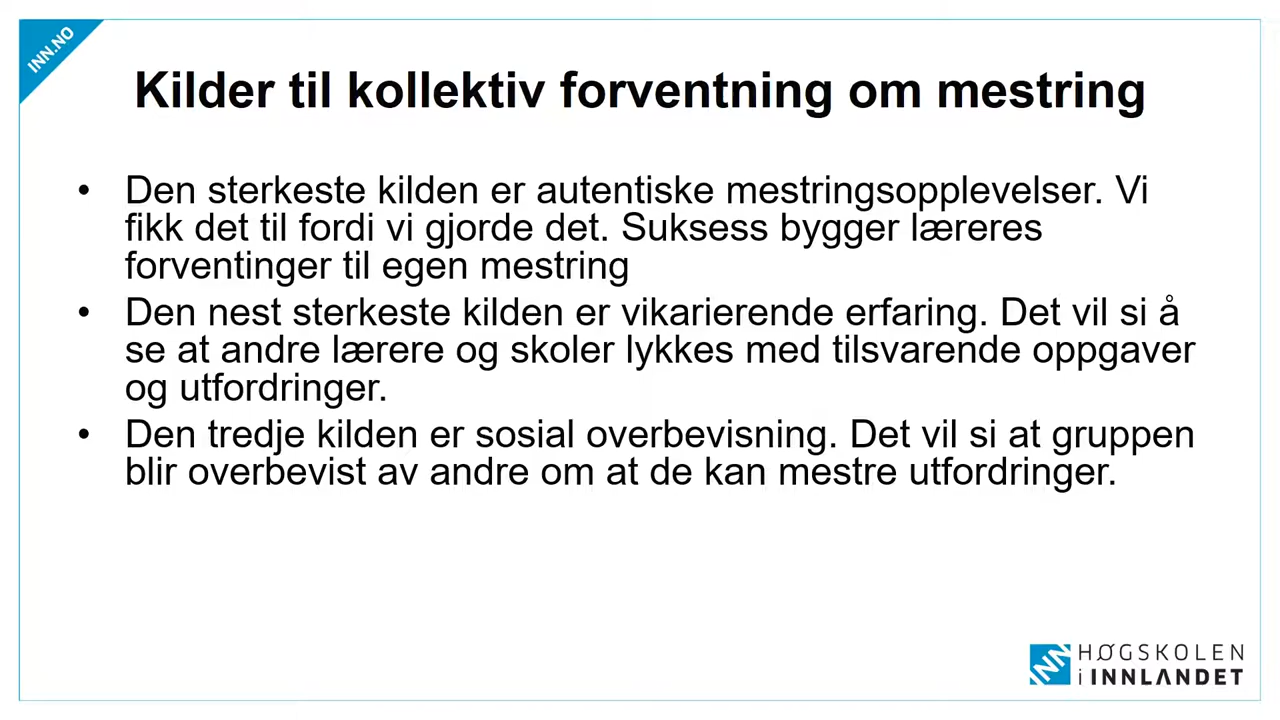 INN.NO
Kilder til kollektiv forventning om mestring
• Den sterkeste kilden er autentiske mestringsopplevelser. Vi
fikk det til fordi vi gjorde det. Suksess bygger læreres
forventinger til egen mestring
• Den nest sterkeste kilden er vikarierende erfaring. Det vil si å
se at andre lærere og skoler lykkes med tilsvarende oppgaver
og utfordringer.
• Den tredje kilden er sosial overbevisning. Det vil si at gruppen
blir overbevist av andre om at de kan mestre utfordringer.
INN HØGSKOLEN
i INNLANDET